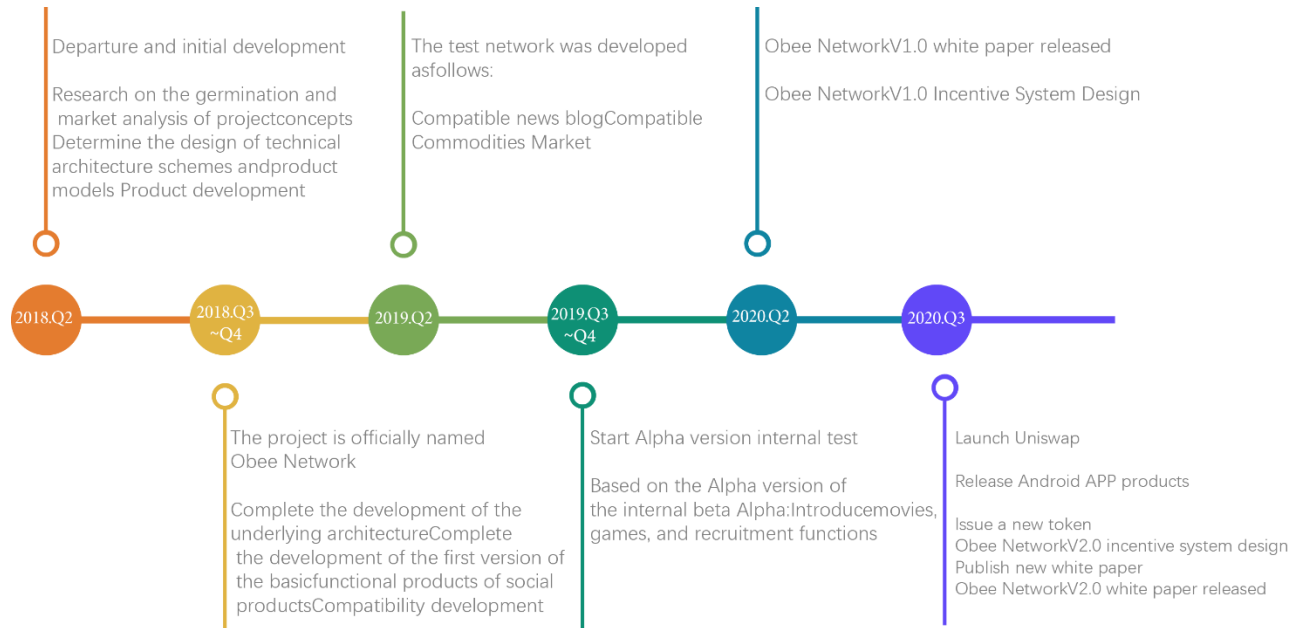 Departure and initial development
Research on the germination and
market analysis of projectconcepts
Determine the design of technical
architecture schemes andproduct
models Product development
The test network was developed
asfollows:
Compatible news blogCompatible
Commodities Market
Obee NetworkV1.0 white paper released
Obee NetworkV1.0 Incentive System Design
2018.Q2
2018.Q3
~Q4
2019.Q2
2019.Q3
~Q4
2020.Q2
2020.Q3
The project is officially named
Obee Network
Complete the development of the
underlying architectureComplete
the development of the first version of
the basicfunctional products of social
productsCompatibility development
Start Alpha version internal test
Based on the Alpha version of
the internal beta Alpha:Introducemovies,
games, and recruitment functions
Launch Uniswap
Release Android APP products
Issue a new token
Obee NetworkV2.0 incentive system design
Publish new white paper
Obee NetworkV2.0 white paper released